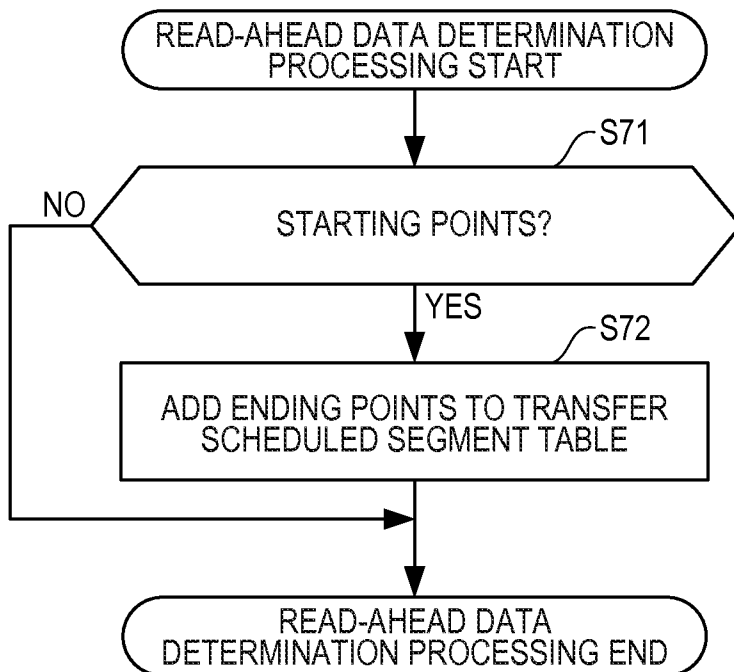 READ-AHEAD DATA DETERMINATION
PROCESSING START
S71
NO
STARTING POINTS?
YES
S72
ADD ENDING POINTS TO TRANSFER
SCHEDULED SEGMENT TABLE
READ-AHEAD DATA
DETERMINATION PROCESSING END